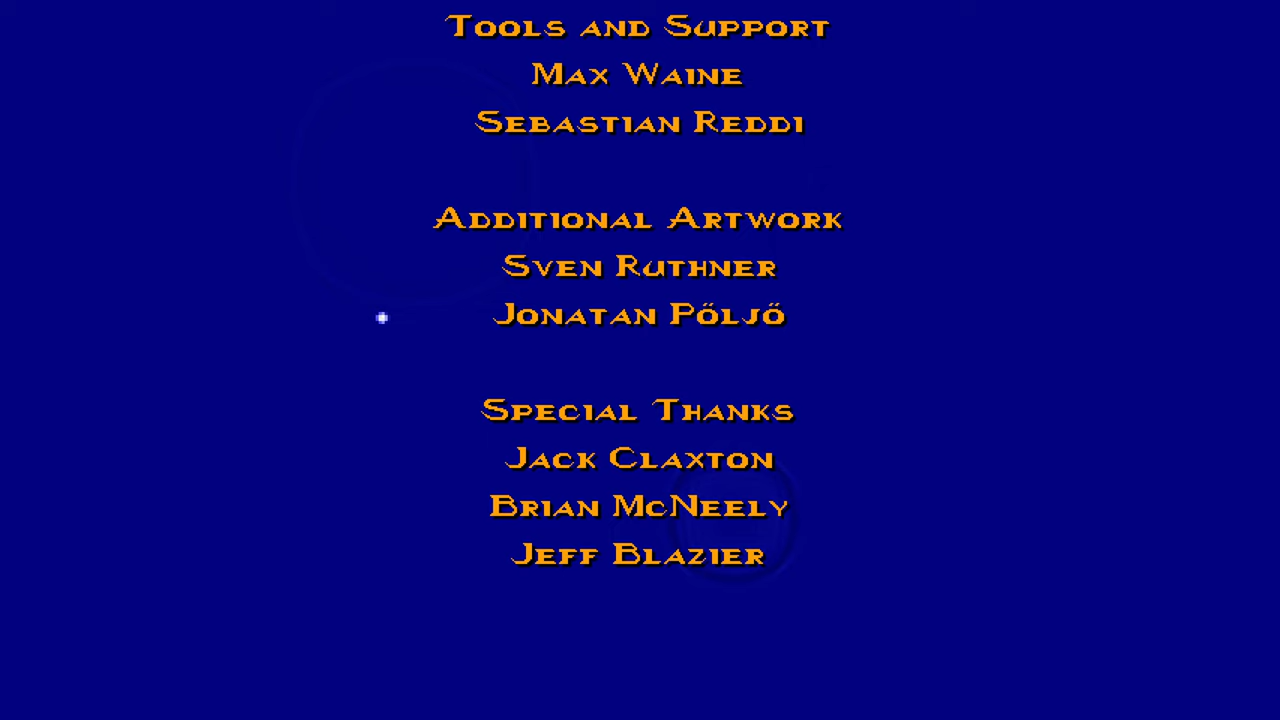 Tools and Support
Max Waine
Sebastian Reddi
Additional Artwork
Sven Ruthner
Jonatan Põljö
Special Thanks
Jack Claxton
Brian McNeely
Jeff Blazier